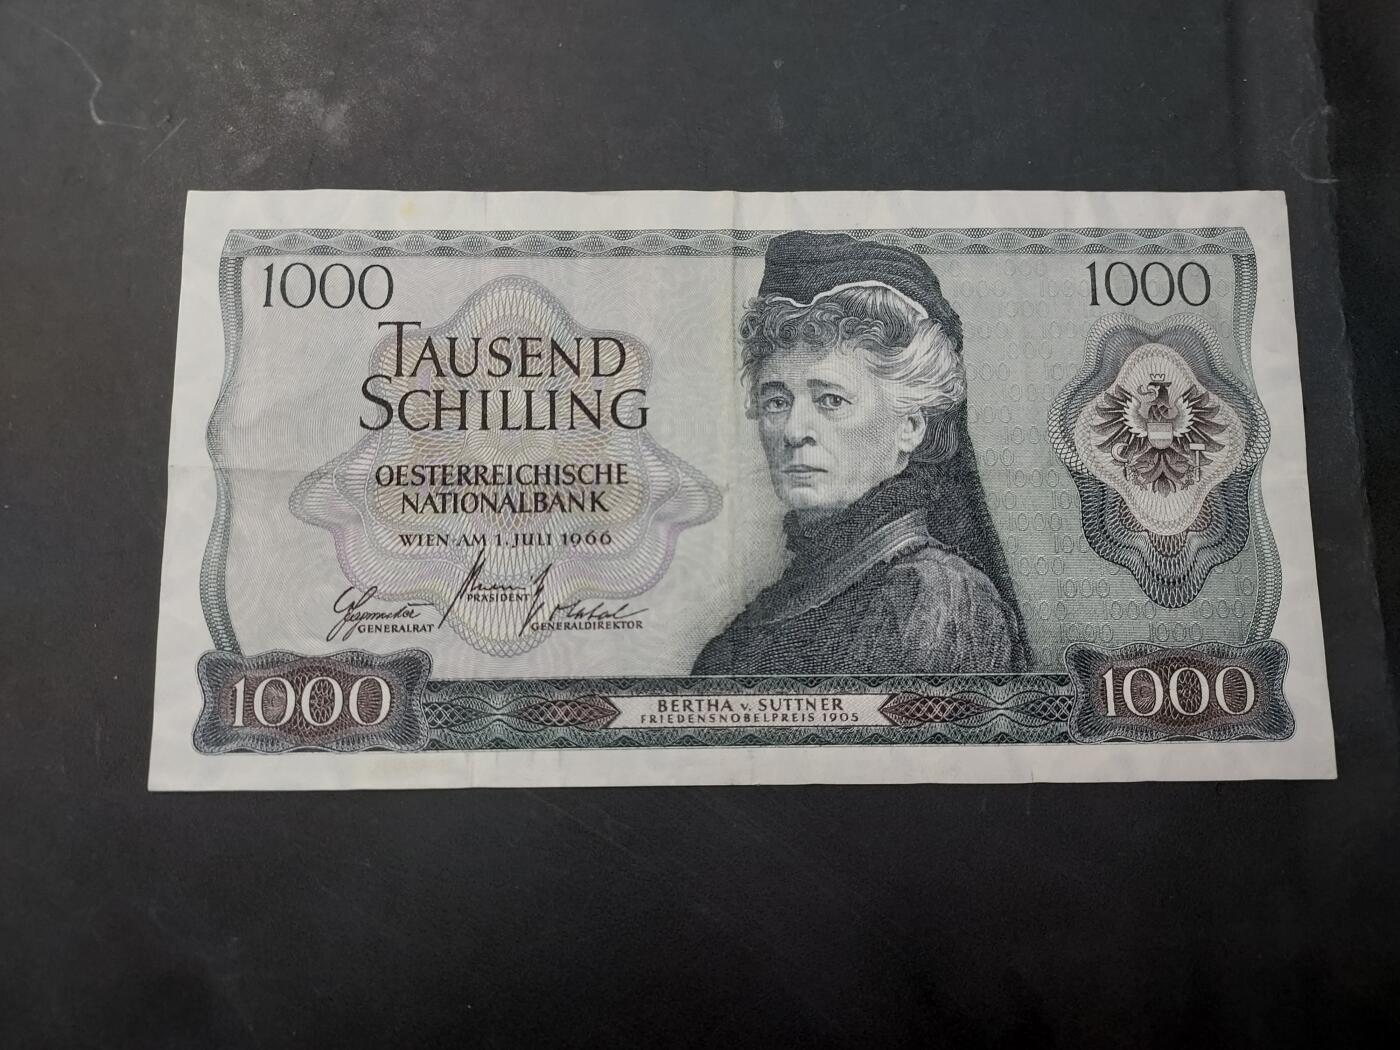 1000
1000
TAUSEND
SCHILLING
OESTERREICHISCHE
NATIONALBANK
WIEN·AM 1. JULI 1966
PRÄSIDENT
GENERALRAT
GENERALDIREKTOR
1000
BERTHA v. SUTTNER
FRIEDENSNOBELPREIS 1905
1000